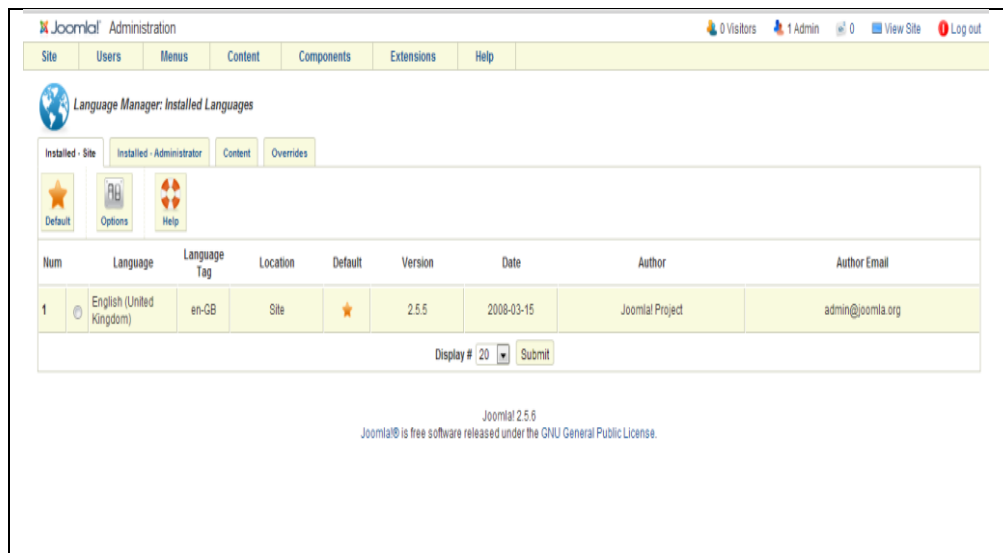 Joomla! Administration
0 Visitors 1 Admin 0 View Site Log out
Site Users Menus Content Components Extensions Help
Language Manager: Installed Languages
Installed - Site Installed - Administrator Content Overrides
Default Options Help
Num Language Language Tag Location Default Version Date Author Author Email
1 English (United Kingdom) en-GB Site 2.5.5 2008-03-15 Joomla! Project admin@joomla.org
Display # 20 Submit
Joomla! 2.5.6
Joomla!® is free software released under the GNU General Public License.